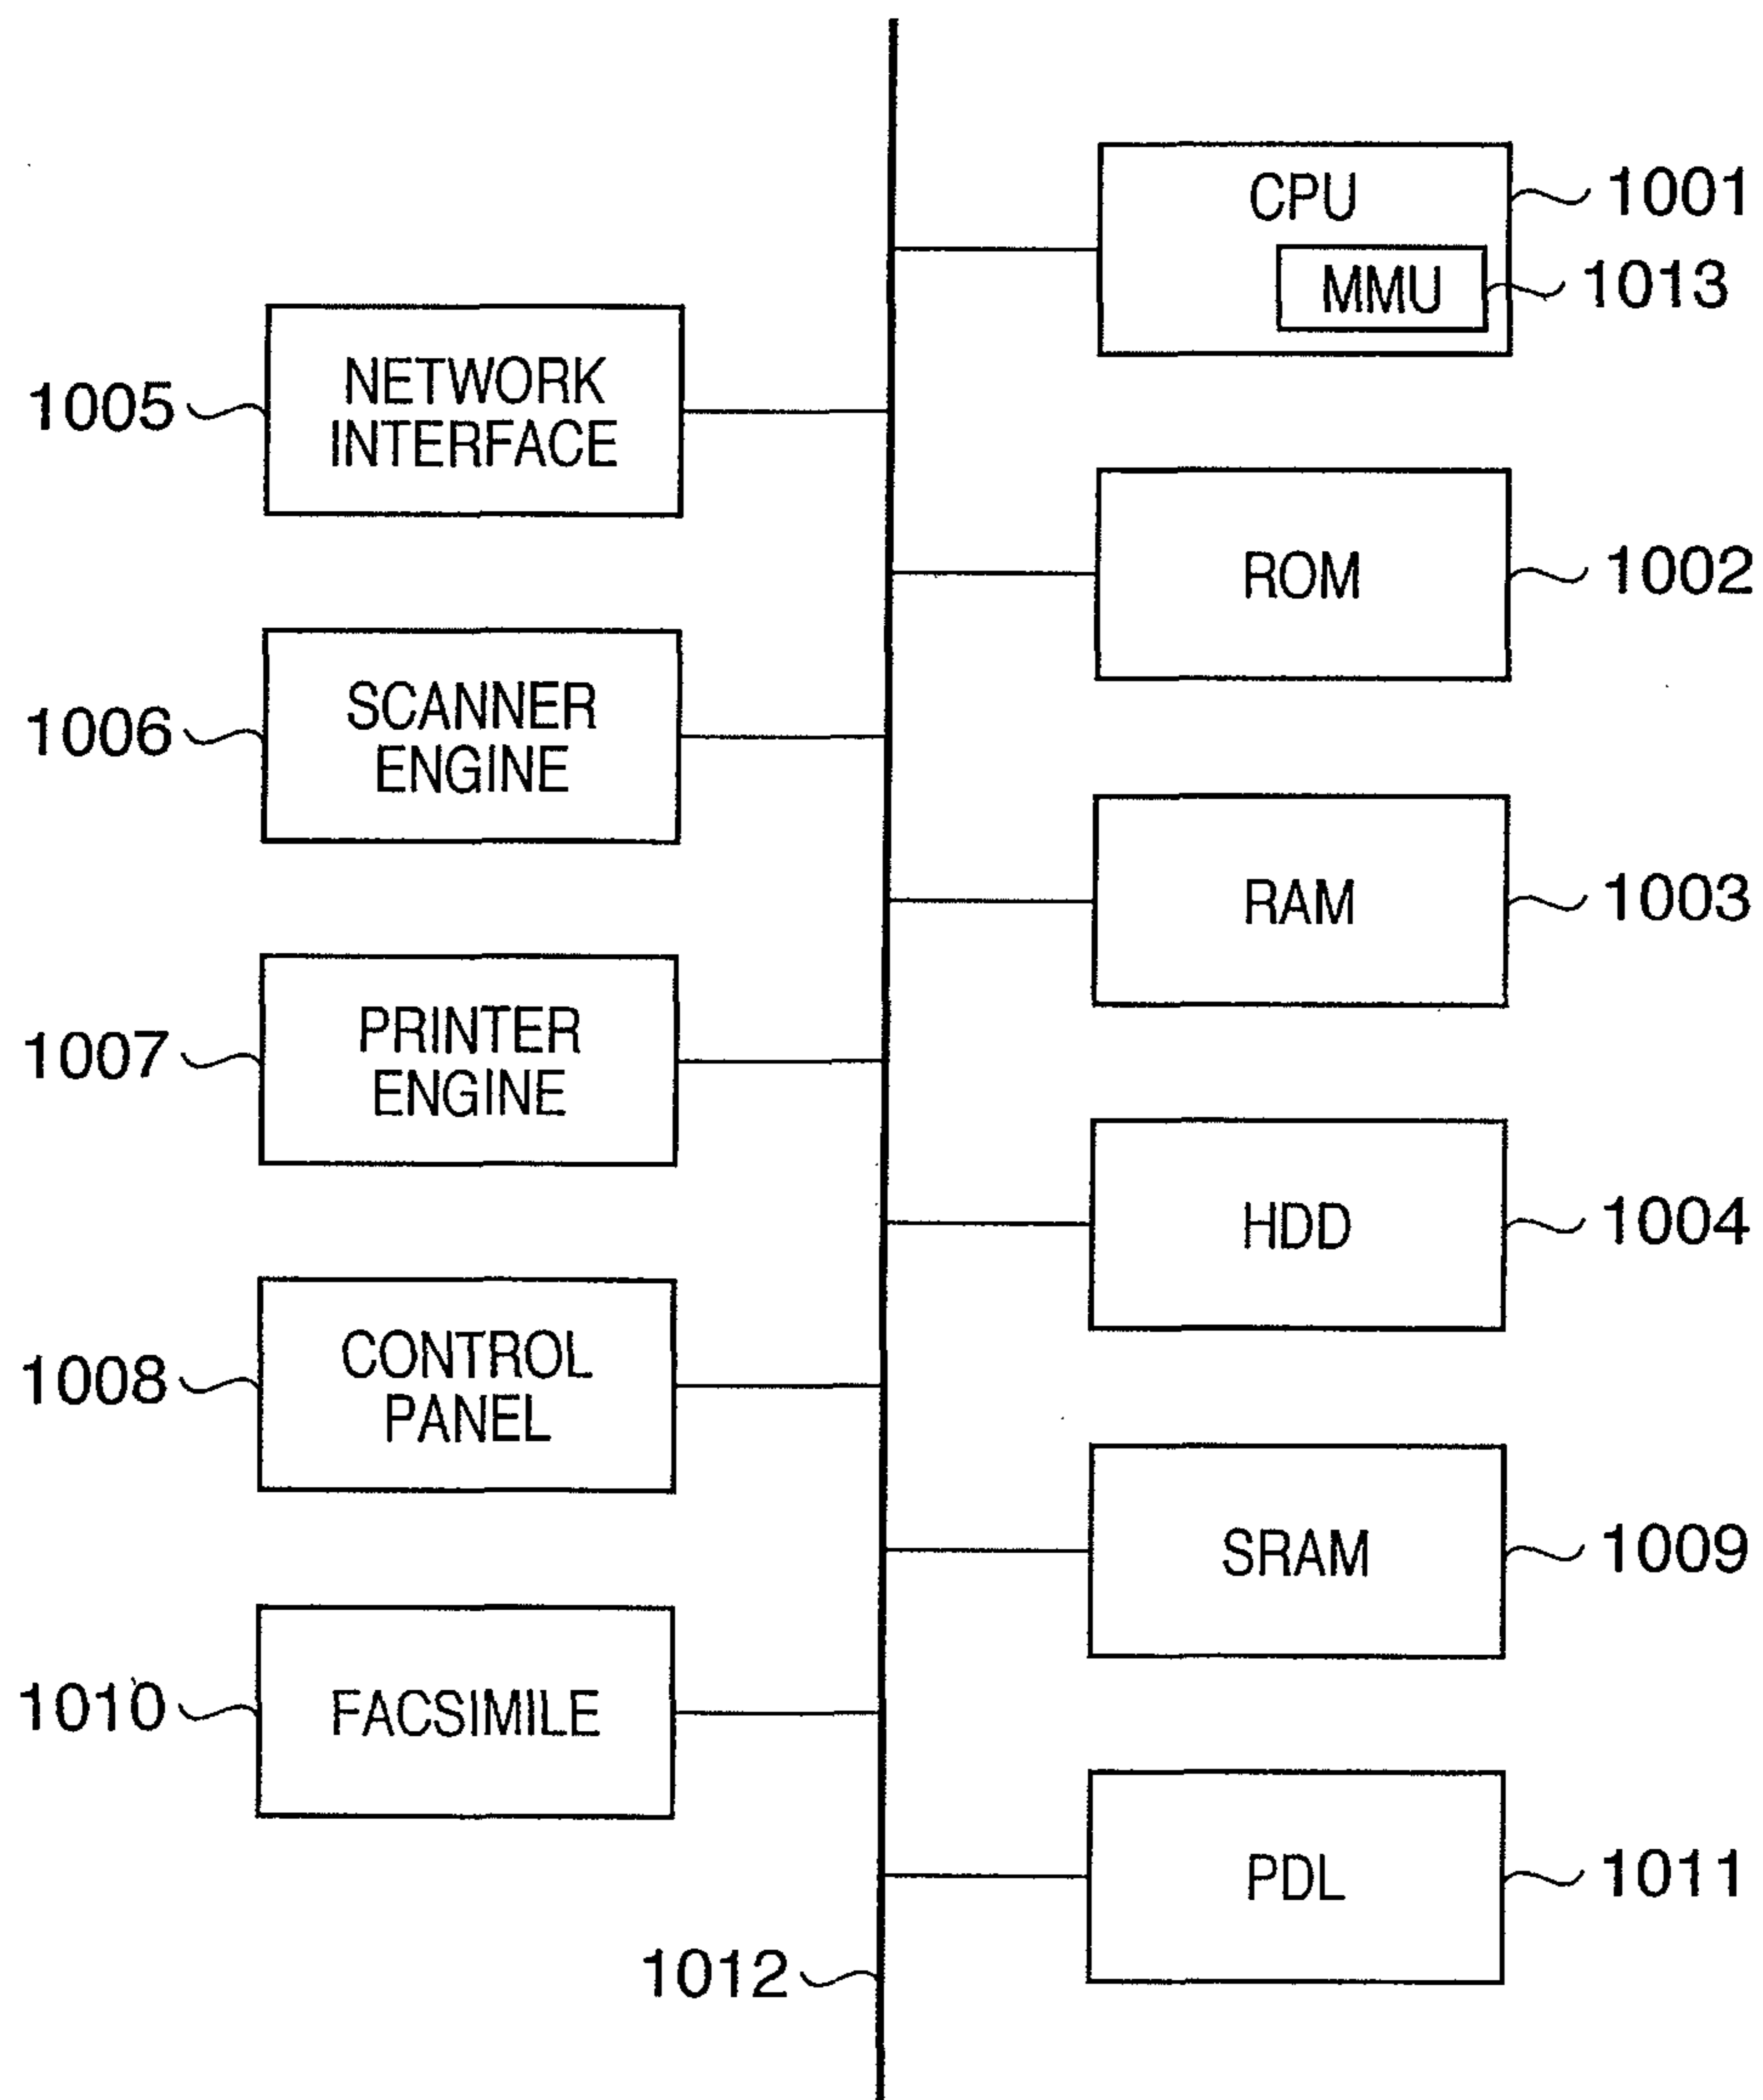 CPU
1001
MMU
1013
NETWORK
INTERFACE
1005
ROM
1002
SCANNER
ENGINE
1006
RAM
1003
PRINTER
ENGINE
1007
HDD
1004
CONTROL
PANEL
1008
SRAM
1009
FACSIMILE
1010
PDL
1011
1012